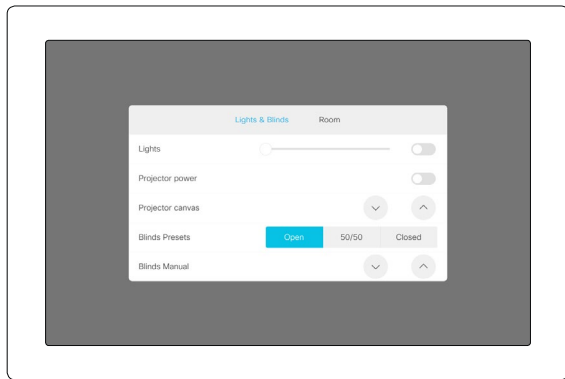 Lights & Blinds Room
Lights
Projector power
Projector canvas
Blinds Presets Open 50/50 Closed
Blinds Manual